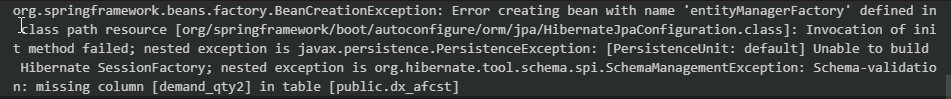 org.springframework.beans.factory.BeanCreationException: Error creating bean with name 'entityManagerFactory' defined in
class path resource [org/springframework/boot/autoconfigure/orm/jpa/HibernateJpaConfiguration.class]: Invocation of ini
t method failed; nested exception is javax.persistence.PersistenceException: [PersistenceUnit: default] Unable to build
Hibernate SessionFactory; nested exception is org.hibernate.tool.schema.spi.SchemaManagementException: Schema-validatio
n: missing column [demand_qty2] in table [public.dx_afcst]